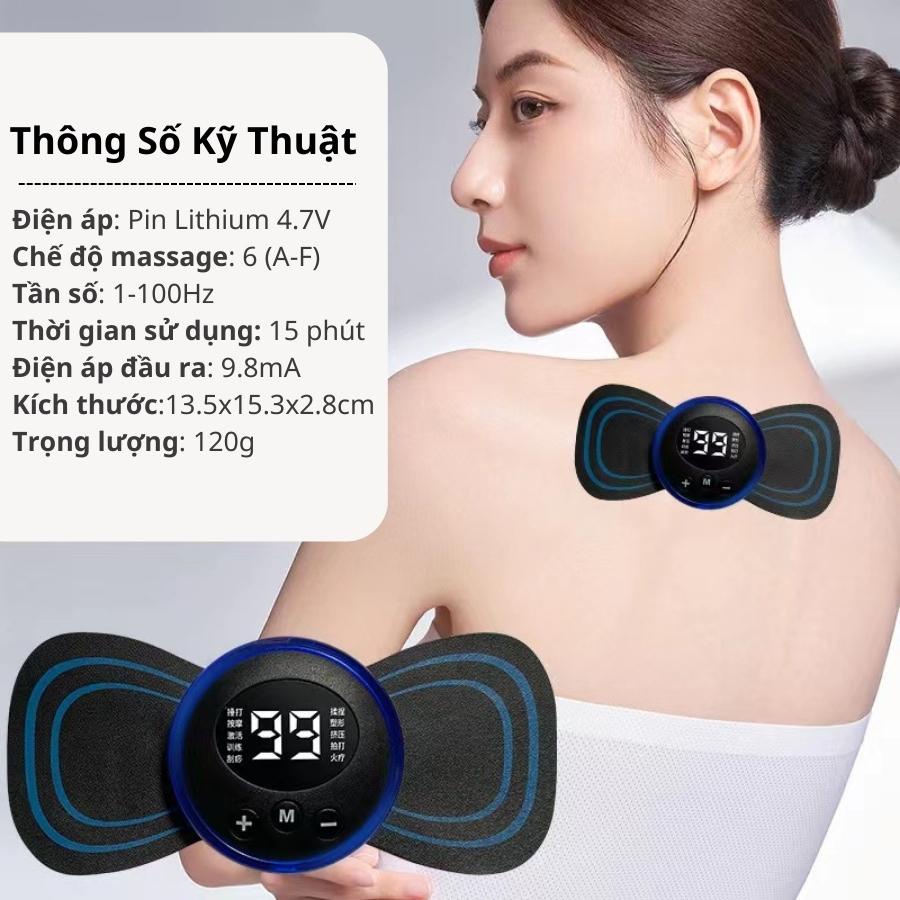 Thông Số Kỹ Thuật
Điện áp: Pin Lithium 4.7V
Chế độ massage: 6 (A-F)
Tần số: 1-100Hz
Thời gian sử dụng: 15 phút
Điện áp đầu ra: 9.8mA
Kích thước:13.5x15.3x2.8cm
Trọng lượng: 120g
99
+ M −
捶打
按摩
激活
训练
刮痧
99
揉捏
塑形
挤压
拍打
火疗
+ M −